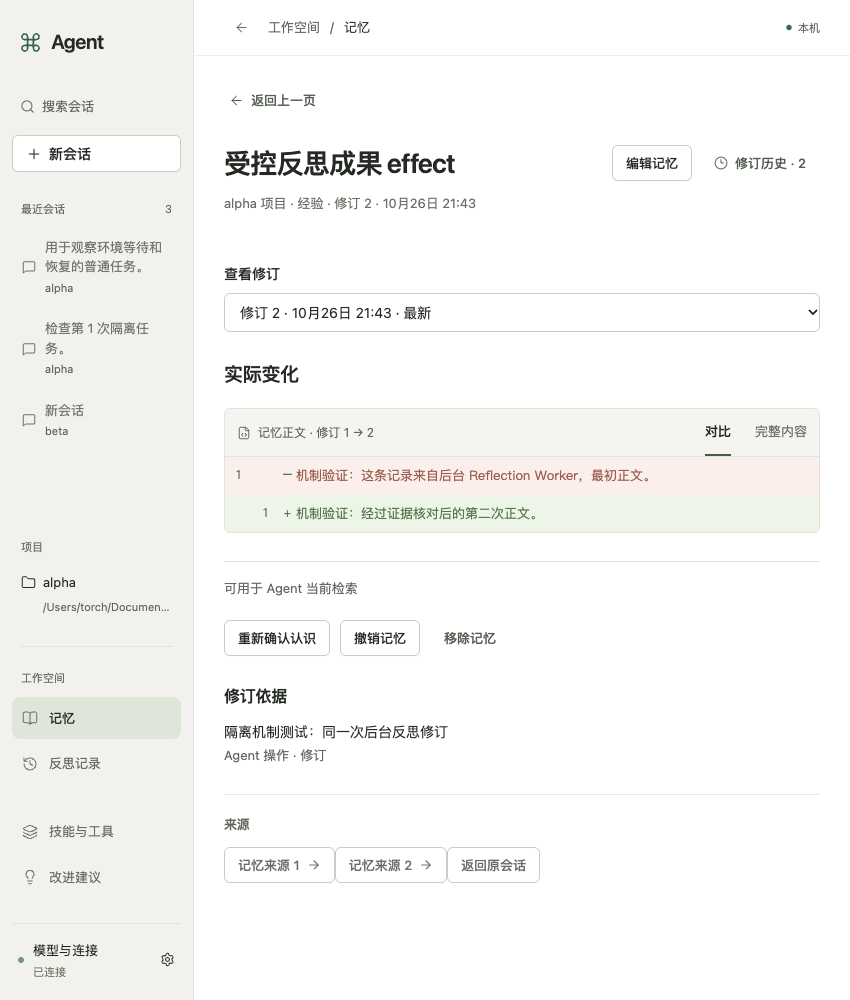 Agent
搜索会话
新会话
最近会话 3
用于观察环境等待和
恢复的普通任务。
alpha
检查第 1 次隔离任
务。
alpha
新会话
beta
项目
alpha
/Users/torch/Documen...
工作空间
记忆
反思记录
技能与工具
改进建议
模型与连接
已连接
← 工作空间 / 记忆
本机
← 返回上一页
受控反思成果 effect
编辑记忆
修订历史 · 2
alpha 项目 · 经验 · 修订 2 · 10月26日 21:43
查看修订
修订 2 · 10月26日 21:43 · 最新
实际变化
记忆正文 · 修订 1 → 2
对比
完整内容
1 − 机制验证：这条记录来自后台 Reflection Worker，最初正文。
1 + 机制验证：经过证据核对后的第二次正文。
可用于 Agent 当前检索
重新确认认识
撤销记忆
移除记忆
修订依据
隔离机制测试：同一次后台反思修订
Agent 操作 · 修订
来源
记忆来源 1 →
记忆来源 2 →
返回原会话